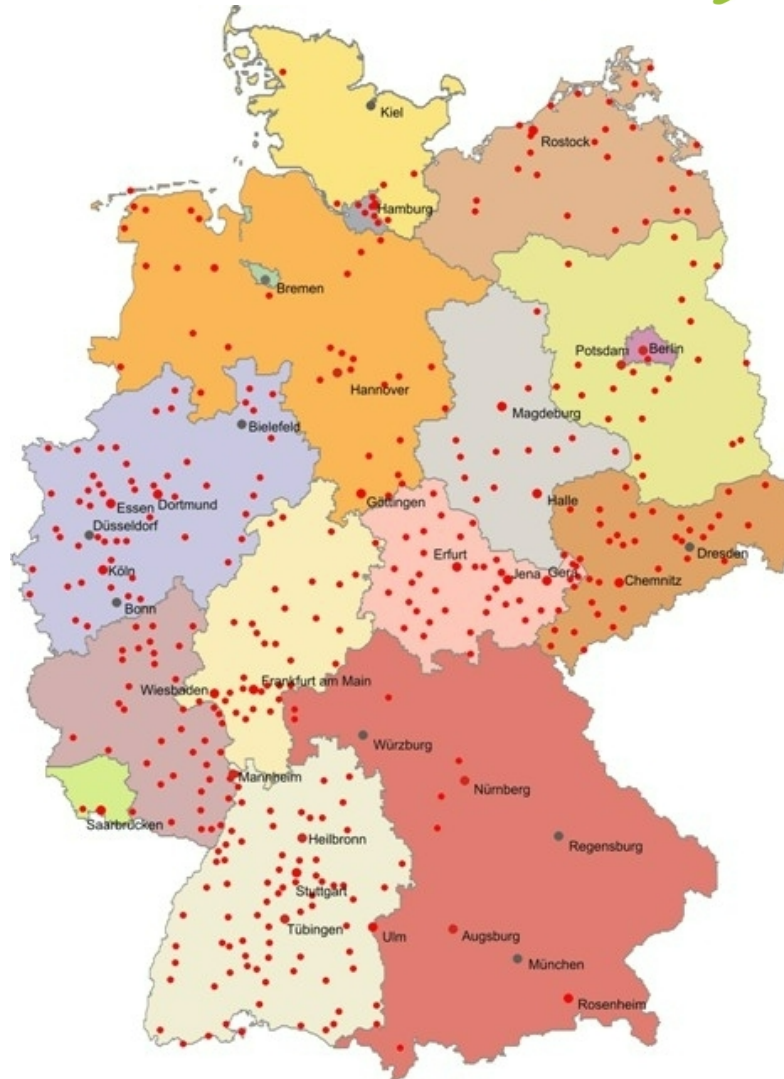 Kiel
Rostock
Hamburg
Bremen
Potsdam
Berlin
Hannover
Magdeburg
Bielefeld
Göttingen
Halle
Essen
Dortmund
Düsseldorf
Dresden
Erfurt
Köln
Jena
Gera
Chemnitz
Bonn
Wiesbaden
Frankfurt am Main
Würzburg
Mannheim
Nürnberg
Saarbrücken
Heilbronn
Regensburg
Stuttgart
Tübingen
Ulm
Augsburg
München
Rosenheim